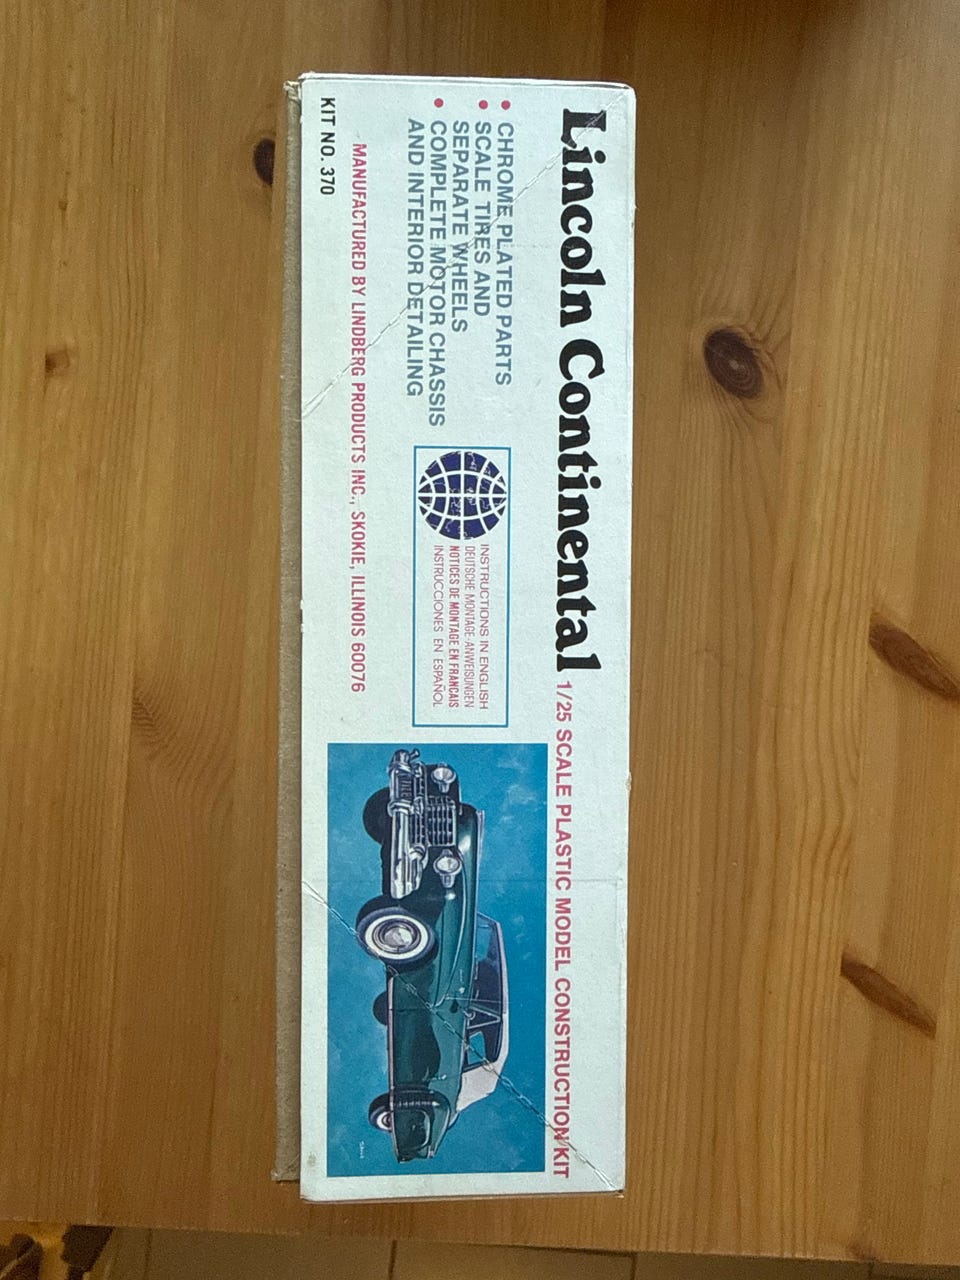 Lincoln Continental
1/25 SCALE PLASTIC MODEL CONSTRUCTION KIT
• CHROME PLATED PARTS
• SCALE TIRES AND
SEPARATE WHEELS
• COMPLETE MOTOR CHASSIS
AND INTERIOR DETAILING
INSTRUCTIONS IN ENGLISH
DEUTSCHE MONTAGE-ANWEISUNGEN
NOTICES DE MONTAGE EN FRANCAIS
INSTRUCCIONES EN ESPAÑOL
MANUFACTURED BY LINDBERG PRODUCTS INC., SKOKIE, ILLINOIS 60076
KIT NO. 370